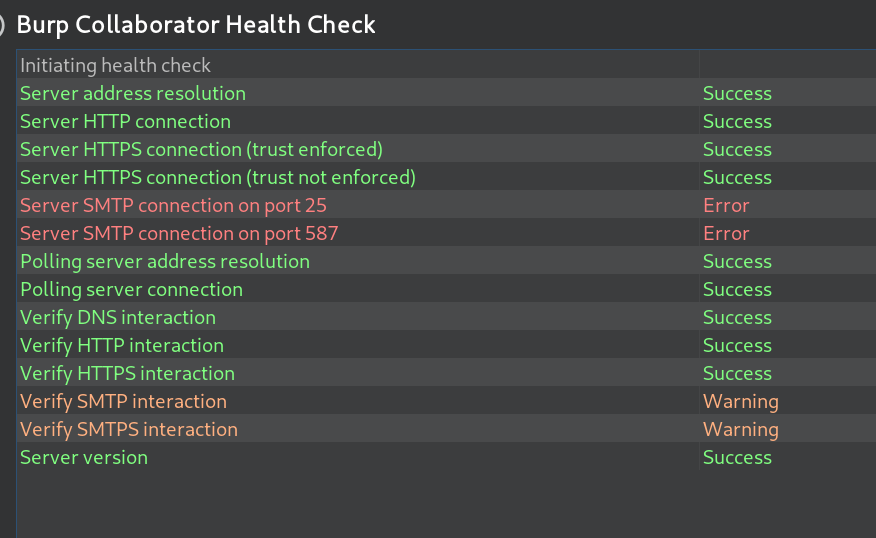 Burp Collaborator Health Check
Initiating health check
Server address resolution Success
Server HTTP connection Success
Server HTTPS connection (trust enforced) Success
Server HTTPS connection (trust not enforced) Success
Server SMTP connection on port 25 Error
Server SMTP connection on port 587 Error
Polling server address resolution Success
Polling server connection Success
Verify DNS interaction Success
Verify HTTP interaction Success
Verify HTTPS interaction Success
Verify SMTP interaction Warning
Verify SMTPS interaction Warning
Server version Success